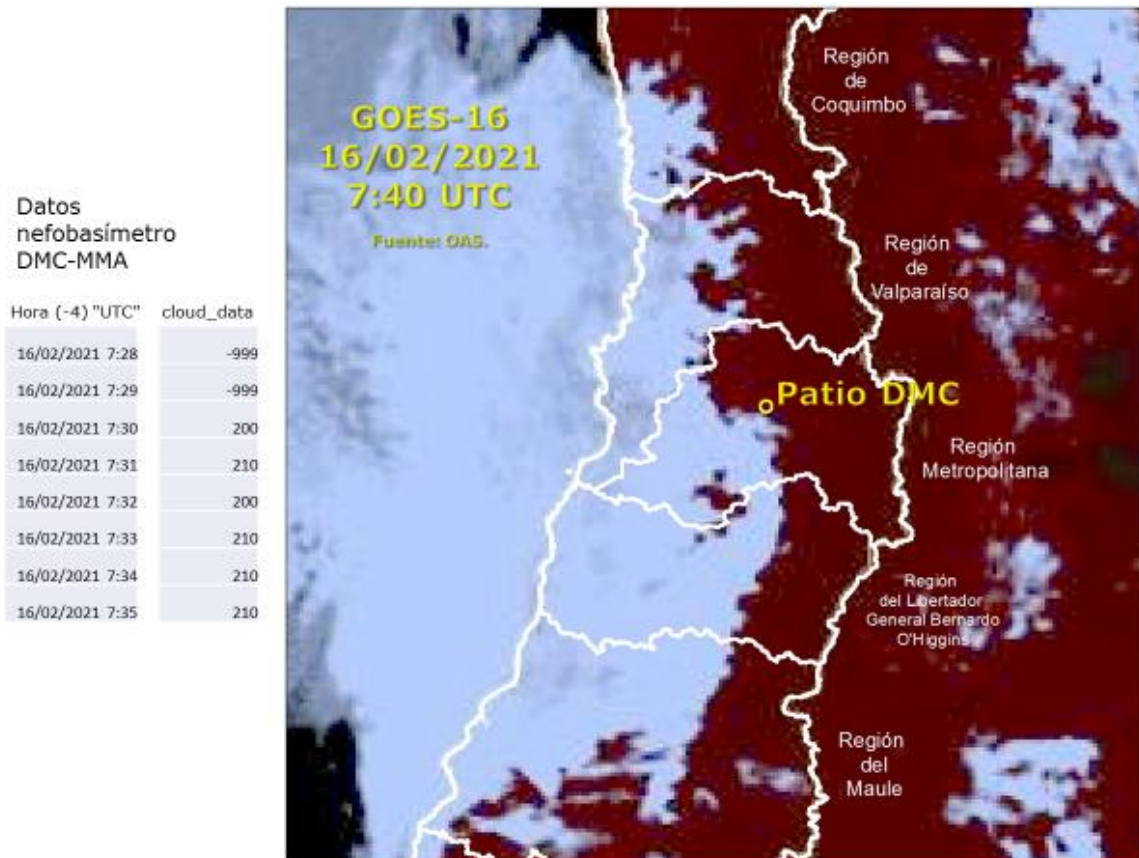 Datos
nefobasímetro
DMC-MMA
Hora (-4) "UTC" cloud_data
16/02/2021 7:28 -999
16/02/2021 7:29 -999
16/02/2021 7:30 200
16/02/2021 7:31 210
16/02/2021 7:32 200
16/02/2021 7:33 210
16/02/2021 7:34 210
16/02/2021 7:35 210
GOES-16
16/02/2021
7:40 UTC
Fuente: OAS.
Región
de
Coquimbo
Región
de
Valparaíso
Patio DMC
Región
Metropolitana
Región
del Libertador
General Bernardo
O'Higgins
Región
del
Maule